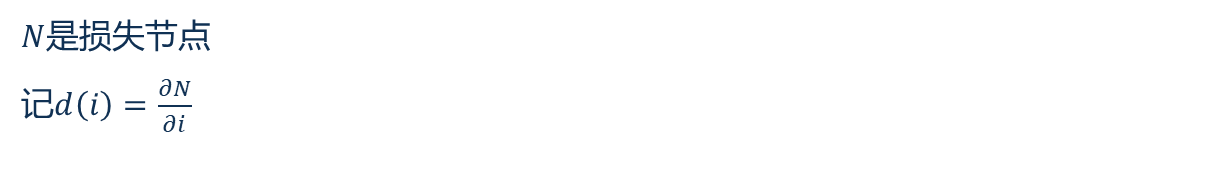 N是损失节点
记d(i) = ∂N/∂i